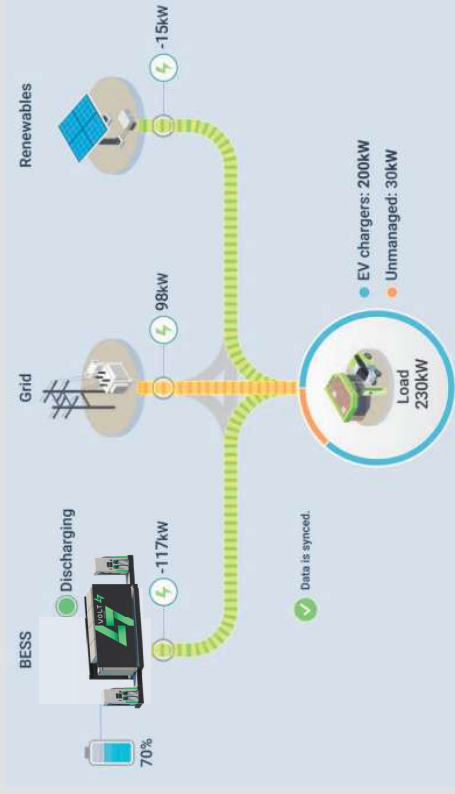 BESS
Grid
Renewables
Discharging
VOLT
70%
-117kW
98kW
-15kW
Data is synced.
Load
230kW
EV chargers: 200kW
Unmanaged: 30kW